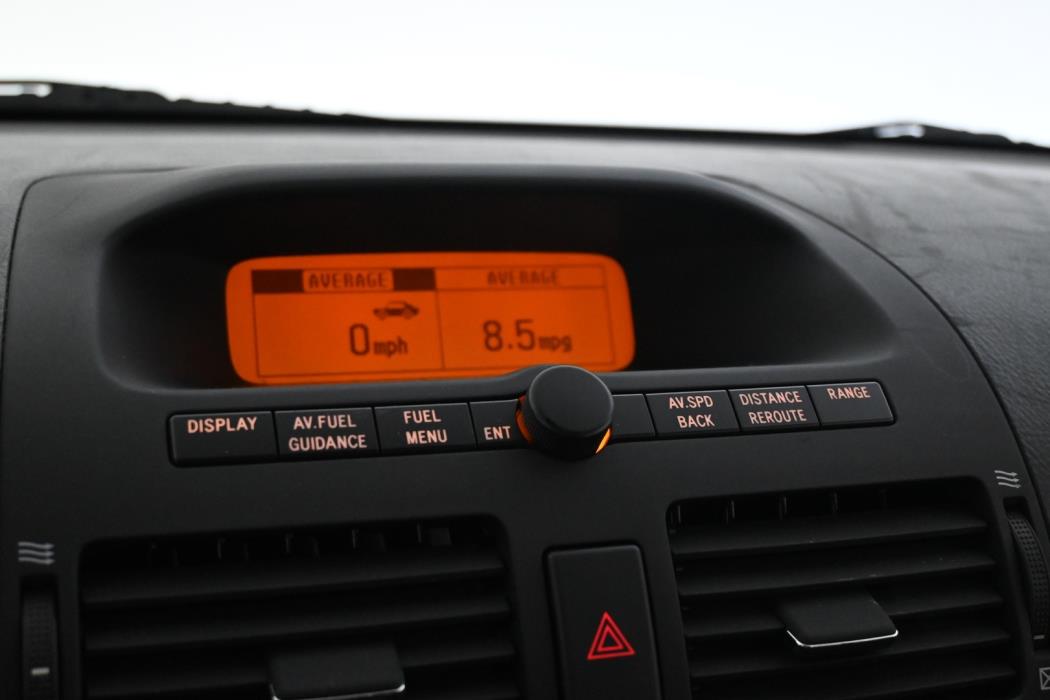 AVERAGE AVERAGE
0mph 8.5mpg
DISPLAY
AV.FUEL
GUIDANCE
FUEL
MENU
ENT
AV.SPD
BACK
DISTANCE
REROUTE
RANGE